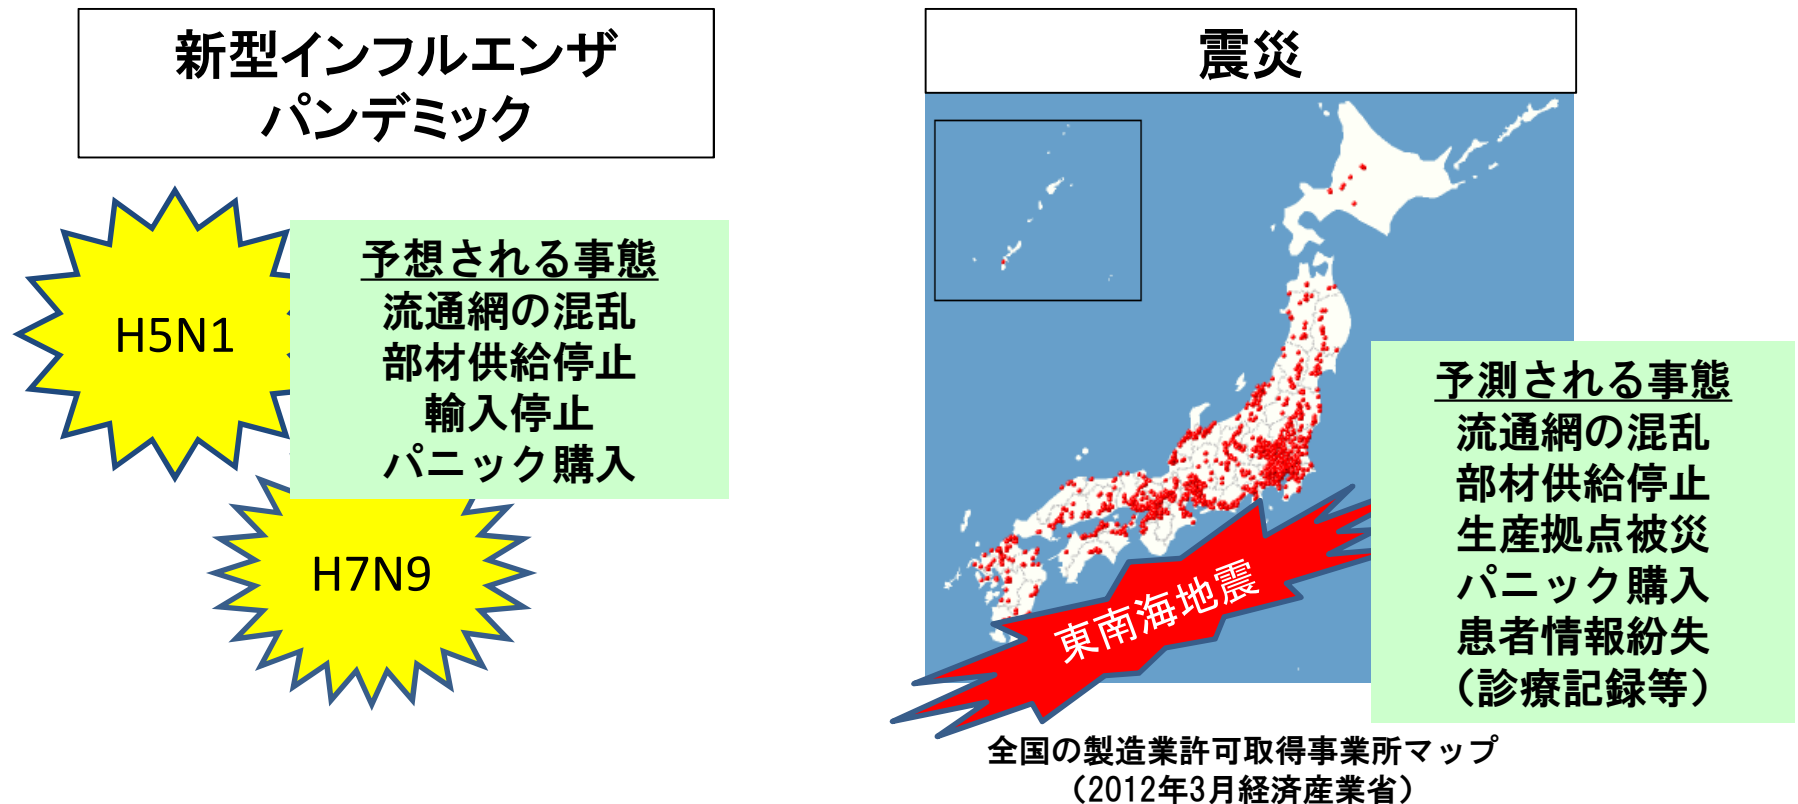 新型インフルエンザ
パンデミック
H5N1
予想される事態
流通網の混乱
部材供給停止
輸入停止
パニック購入
H7N9
震災
予測される事態
流通網の混乱
部材供給停止
生産拠点被災
パニック購入
患者情報紛失
（診療記録等）
東南海地震
全国の製造業許可取得事業所マップ
（2012年3月経済産業省）